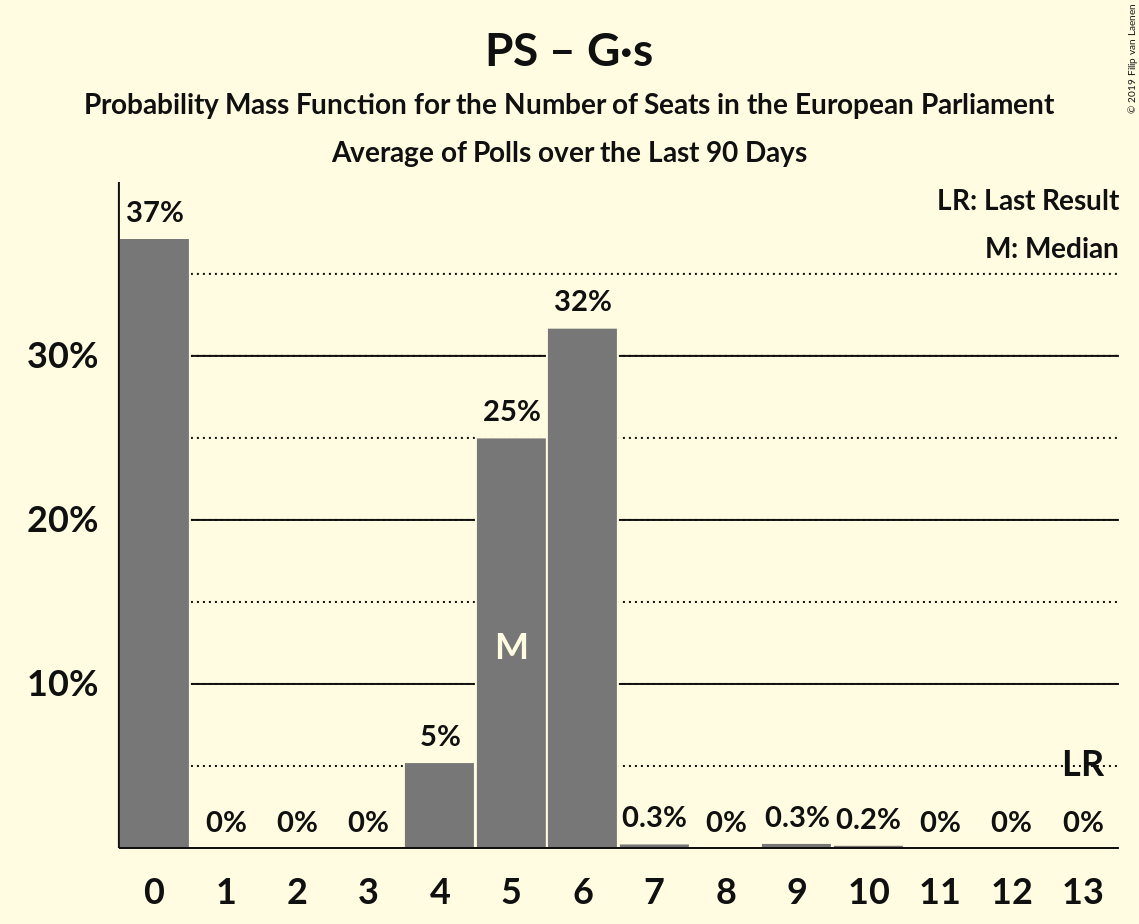 PS – G·s
Probability Mass Function for the Number of Seats in the European Parliament
Average of Polls over the Last 90 Days
© 2019 Filip van Laenen
LR: Last Result
M: Median
37%
32%
30%
25%
20%
M
10%
5%
LR
0%
0%
0%
0.3%
0%
0.3%
0.2%
0%
0%
0%
0 1 2 3 4 5 6 7 8 9 10 11 12 13